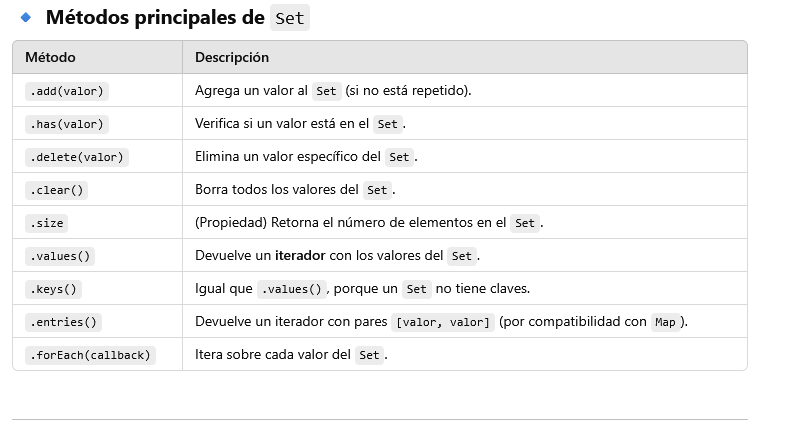 Métodos principales de Set
Método Descripción
.add(valor) Agrega un valor al Set (si no está repetido).
.has(valor) Verifica si un valor está en el Set.
.delete(valor) Elimina un valor específico del Set.
.clear() Borra todos los valores del Set.
.size (Propiedad) Retorna el número de elementos en el Set.
.values() Devuelve un iterador con los valores del Set.
.keys() Igual que .values(), porque un Set no tiene claves.
.entries() Devuelve un iterador con pares [valor, valor] (por compatibilidad con Map).
.forEach(callback) Itera sobre cada valor del Set.